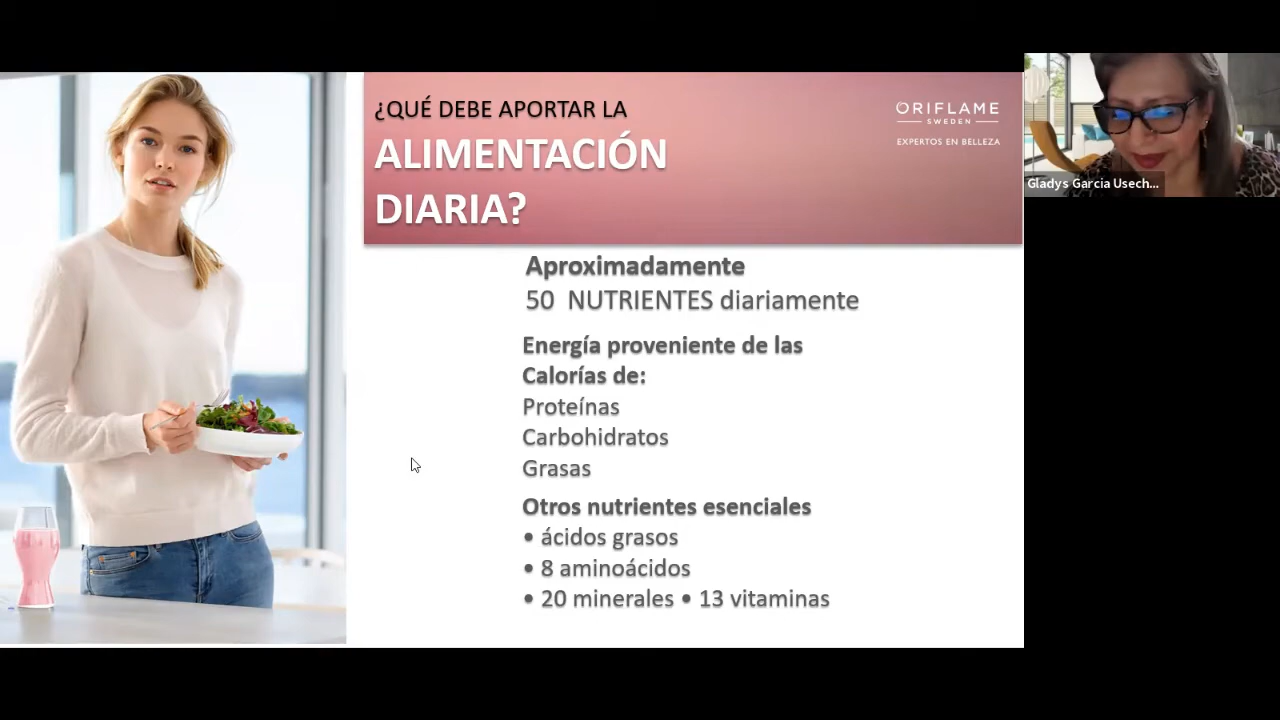 ¿QUÉ DEBE APORTAR LA
ALIMENTACIÓN
DIARIA?
ORIFLAME
SWEDEN
EXPERTOS EN BELLEZA
Gladys Garcia Usech...
Aproximadamente
50 NUTRIENTES diariamente
Energía proveniente de las
Calorías de:
Proteínas
Carbohidratos
Grasas
Otros nutrientes esenciales
• ácidos grasos
• 8 aminoácidos
• 20 minerales • 13 vitaminas